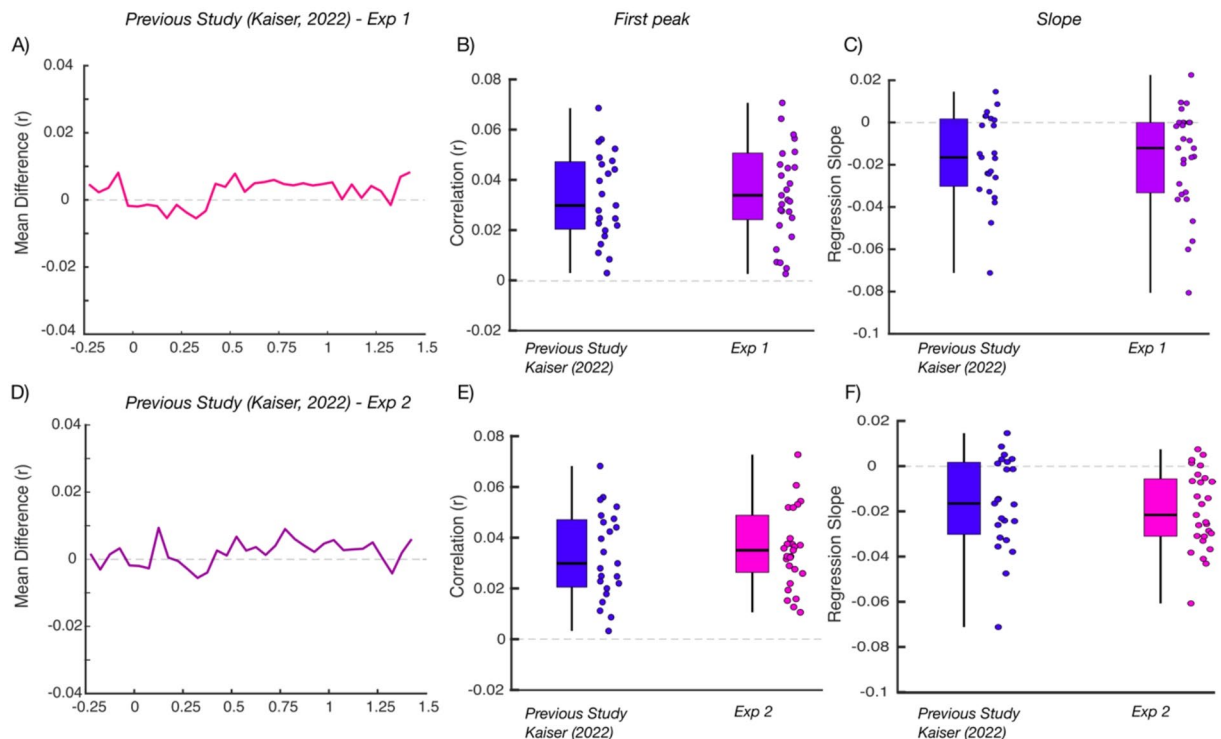 Previous Study (Kaiser, 2022) - Exp 1
First peak
Slope
A)
0.04
0.02
0
-0.02
-0.04
Mean Difference (r)
-0.25
0
0.25
0.5
0.75
1
1.25
1.5
B)
0.08
0.06
0.04
0.02
0
-0.02
Correlation (r)
Previous Study
Kaiser (2022)
Exp 1
C)
0.02
0
-0.02
-0.04
-0.06
-0.08
-0.1
Regression Slope
Previous Study
Kaiser (2022)
Exp 1
D)
Previous Study (Kaiser, 2022) - Exp 2
0.04
0.02
0
-0.02
-0.04
Mean Difference (r)
-0.25
0
0.25
0.5
0.75
1
1.25
1.5
E)
0.08
0.06
0.04
0.02
0
-0.02
Correlation (r)
Previous Study
Kaiser (2022)
Exp 2
F)
0.02
0
-0.02
-0.04
-0.06
-0.08
-0.1
Regression Slope
Previous Study
Kaiser (2022)
Exp 2